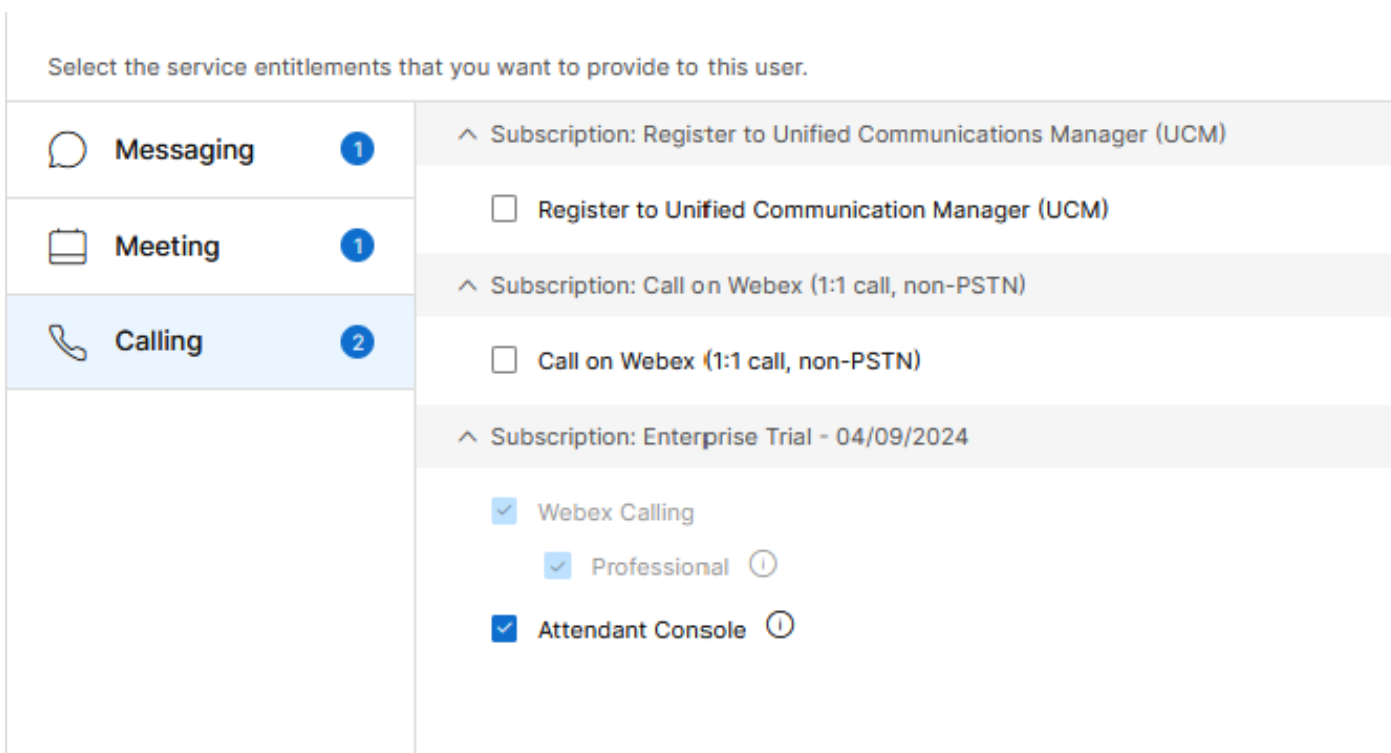 Select the service entitlements that you want to provide to this user.
Messaging 1
Meeting 1
Calling 2
Subscription: Register to Unified Communications Manager (UCM)
Register to Unified Communication Manager (UCM)
Subscription: Call on Webex (1:1 call, non-PSTN)
Call on Webex (1:1 call, non-PSTN)
Subscription: Enterprise Trial - 04/09/2024
Webex Calling
Professional
Attendant Console